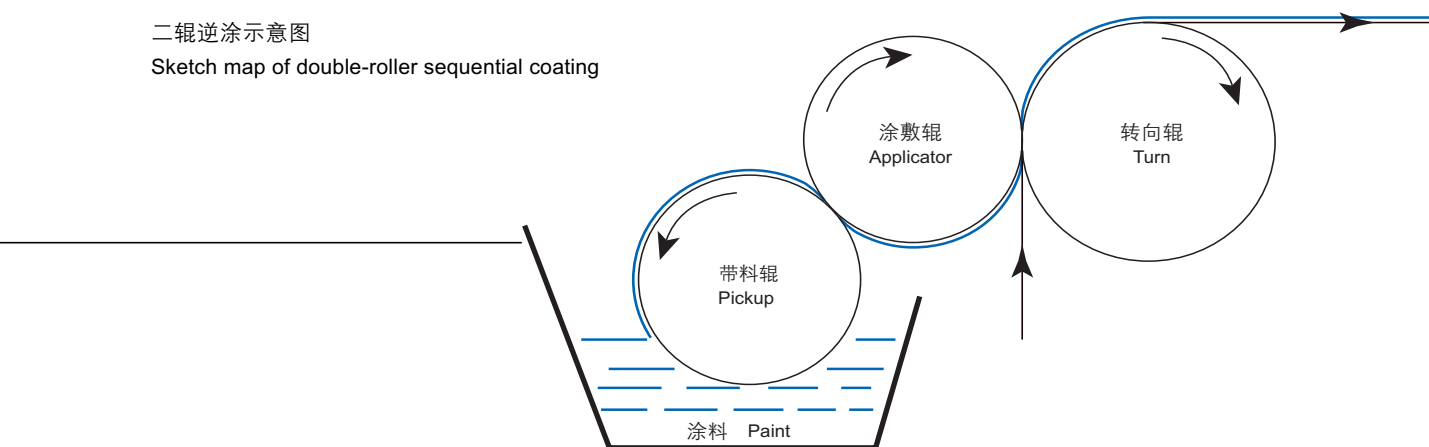 二辊逆涂示意图
Sketch map of double-roller sequential coating
涂敷辊
Applicator
转向辊
Turn
带料辊
Pickup
涂料 Paint